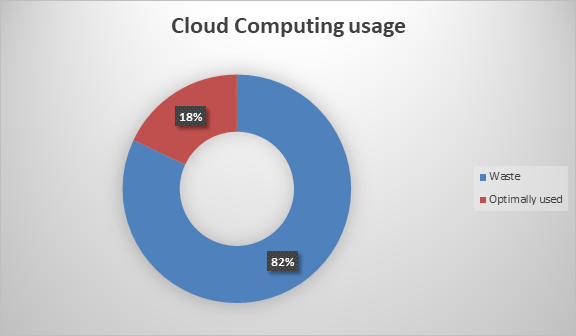 Cloud Computing usage
18%
82%
Waste
Optimally used